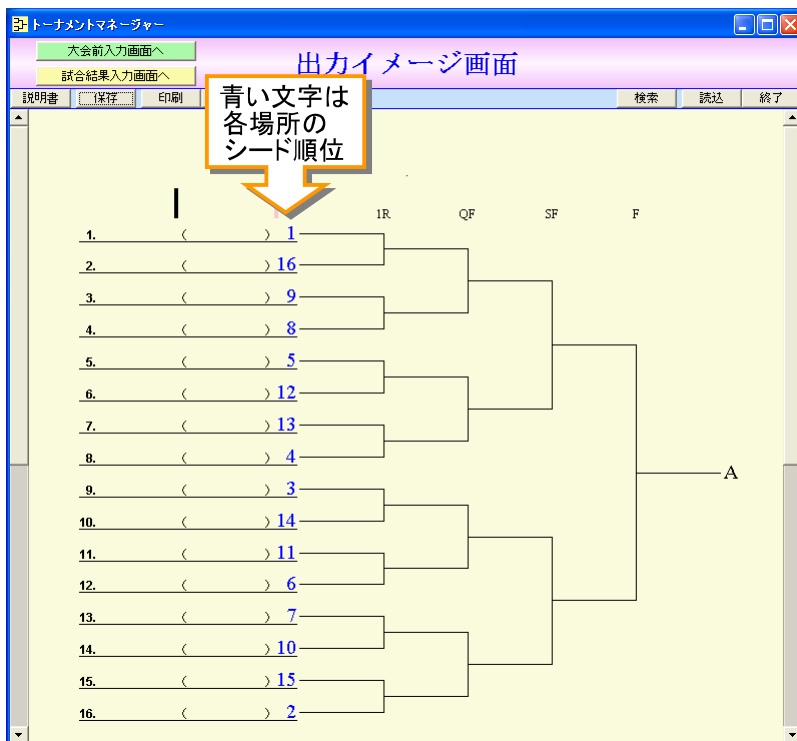 トーナメントマネージャー
大会前入力画面へ
試合結果入力画面へ
出力イメージ画面
説明書 保存 印刷 検索 読込 終了
青い文字は
各場所の
シード順位
1R QF SF F
1. ( ) 1
2. ( ) 16
3. ( ) 9
4. ( ) 8
5. ( ) 5
6. ( ) 12
7. ( ) 13
8. ( ) 4
A
9. ( ) 3
10. ( ) 14
11. ( ) 11
12. ( ) 6
13. ( ) 7
14. ( ) 10
15. ( ) 15
16. ( ) 2